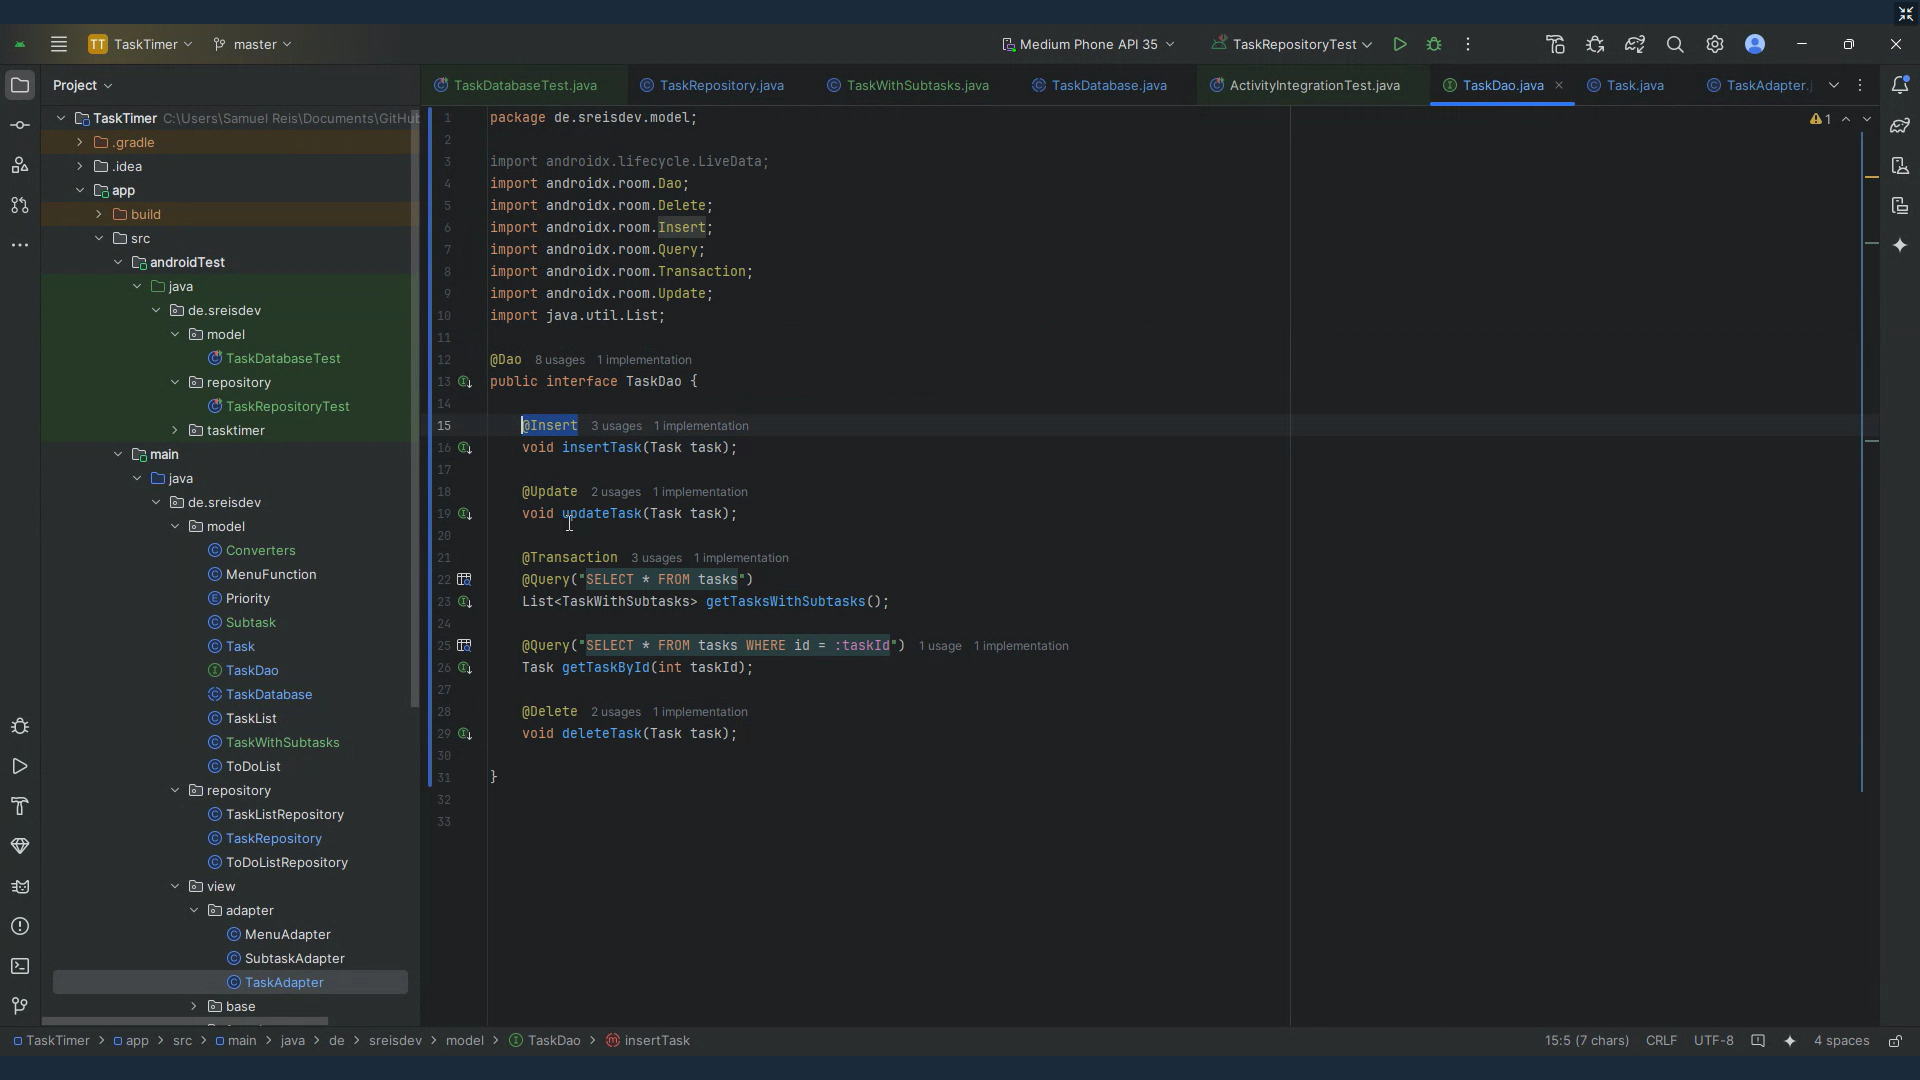 TT TaskTimer master Medium Phone API 35 TaskRepositoryTest
Project
TaskDatabaseTest.java TaskRepository.java TaskWithSubtasks.java TaskDatabase.java ActivityIntegrationTest.java TaskDao.java Task.java TaskAdapter.j
TaskTimer C:\Users\Samuel Reis\Documents\GitHub
.gradle
.idea
app
build
src
androidTest
java
de.sreisdev
model
TaskDatabaseTest
repository
TaskRepositoryTest
tasktimer
main
java
de.sreisdev
model
Converters
MenuFunction
Priority
Subtask
Task
TaskDao
TaskDatabase
TaskList
TaskWithSubtasks
ToDoList
repository
TaskListRepository
TaskRepository
ToDoListRepository
view
adapter
MenuAdapter
SubtaskAdapter
TaskAdapter
base
1
1 package de.sreisdev.model;
2
3 import androidx.lifecycle.LiveData;
4 import androidx.room.Dao;
5 import androidx.room.Delete;
6 import androidx.room.Insert;
7 import androidx.room.Query;
8 import androidx.room.Transaction;
9 import androidx.room.Update;
10 import java.util.List;
11
12 @Dao 8 usages 1 implementation
13 public interface TaskDao {
14
15 @Insert 3 usages 1 implementation
16 void insertTask(Task task);
17
18 @Update 2 usages 1 implementation
19 void updateTask(Task task);
20
21 @Transaction 3 usages 1 implementation
22 @Query("SELECT * FROM tasks")
23 List<TaskWithSubtasks> getTasksWithSubtasks();
24
25 @Query("SELECT * FROM tasks WHERE id = :taskId") 1 usage 1 implementation
26 Task getTaskById(int taskId);
27
28 @Delete 2 usages 1 implementation
29 void deleteTask(Task task);
30
31 }
32
33
TaskTimer > app > src > main > java > de > sreisdev > model > TaskDao > insertTask 15:5 (7 chars) CRLF UTF-8 4 spaces